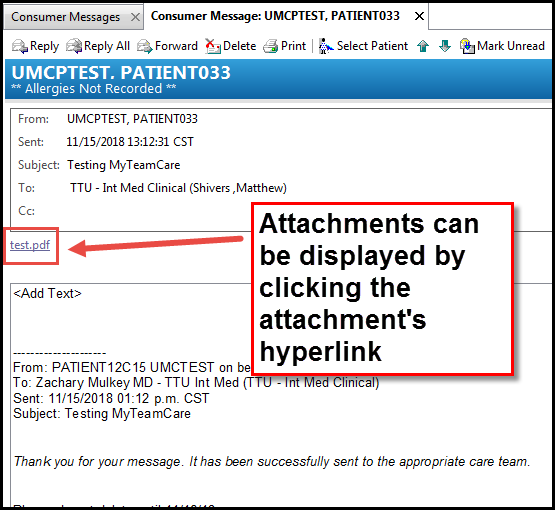 Consumer Messages × Consumer Message: UMCPTEST, PATIENT033 ×
Reply Reply All Forward Delete Print Select Patient Mark Unread
UMCPTEST. PATIENT033
** Allergies Not Recorded **
From: UMCPTEST, PATIENT033
Sent: 11/15/2018 13:12:31 CST
Subject: Testing MyTeamCare
To: TTU - Int Med Clinical (Shivers ,Matthew)
Cc:
test.pdf
Attachments can
be displayed by
clicking the
attachment's
hyperlink
<Add Text>
---------------------
From: PATIENT12C15 UMCTEST on be
To: Zachary Mulkey MD - TTU Int Med (TTU - Int Med Clinical)
Sent: 11/15/2018 01:12 p.m. CST
Subject: Testing MyTeamCare
Thank you for your message. It has been successfully sent to the appropriate care team.